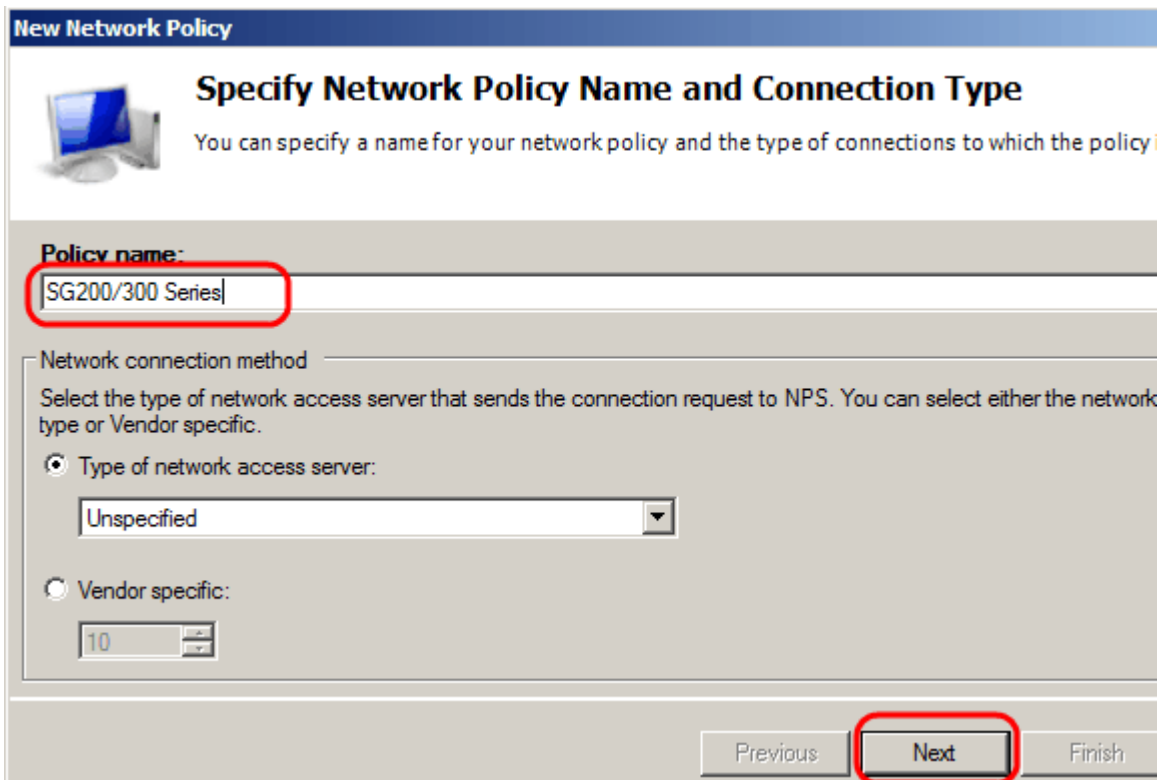 New Network Policy
Specify Network Policy Name and Connection Type
You can specify a name for your network policy and the type of connections to which the policy
Policy name:
SG200/300 Series
Network connection method
Select the type of network access server that sends the connection request to NPS. You can select either the network
type or Vendor specific.
Type of network access server:
Unspecified
Vendor specific:
10
Previous
Next
Finish